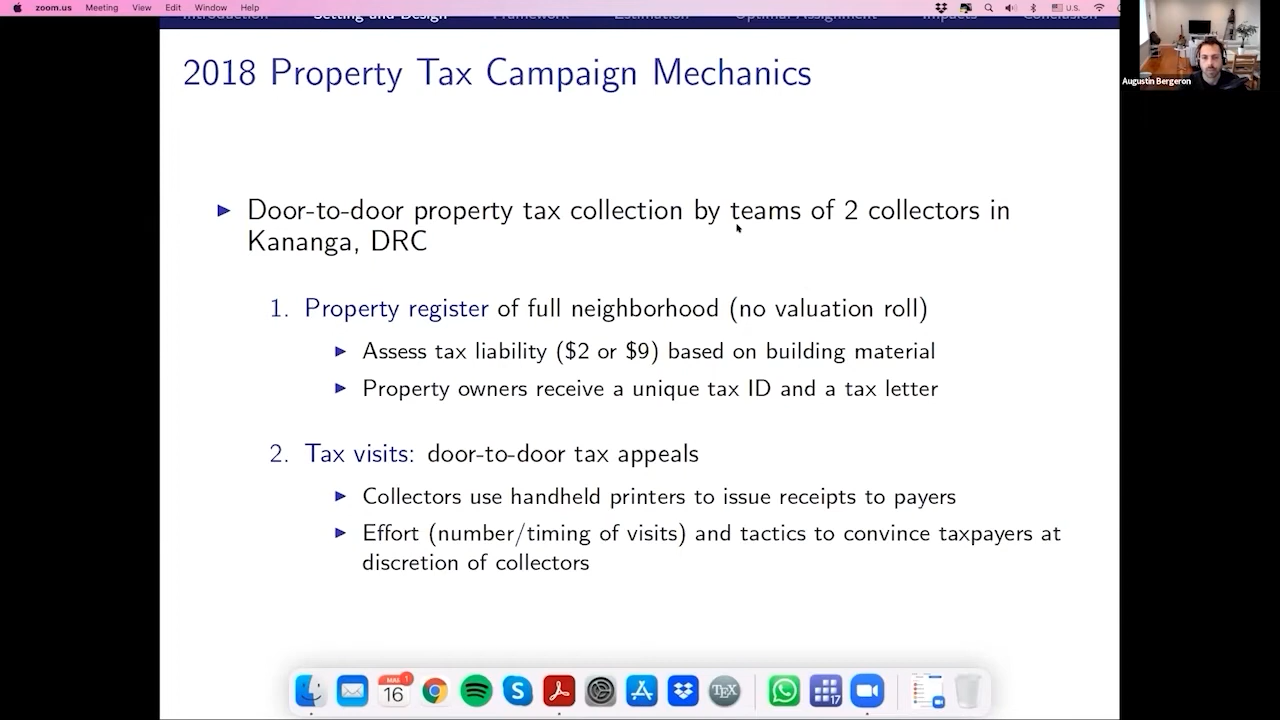 zoom.us Meeting View Edit Window Help U.S.
Introduction Setting and Design Framework Estimation Optimal Assignment Impacts Conclusion
Augustin Bergeron
2018 Property Tax Campaign Mechanics
Door-to-door property tax collection by teams of 2 collectors in
Kananga, DRC
1. Property register of full neighborhood (no valuation roll)
Assess tax liability ($2 or $9) based on building material
Property owners receive a unique tax ID and a tax letter
2. Tax visits: door-to-door tax appeals
Collectors use handheld printers to issue receipts to payers
Effort (number/timing of visits) and tactics to convince taxpayers at
discretion of collectors
16
1
TEX
17